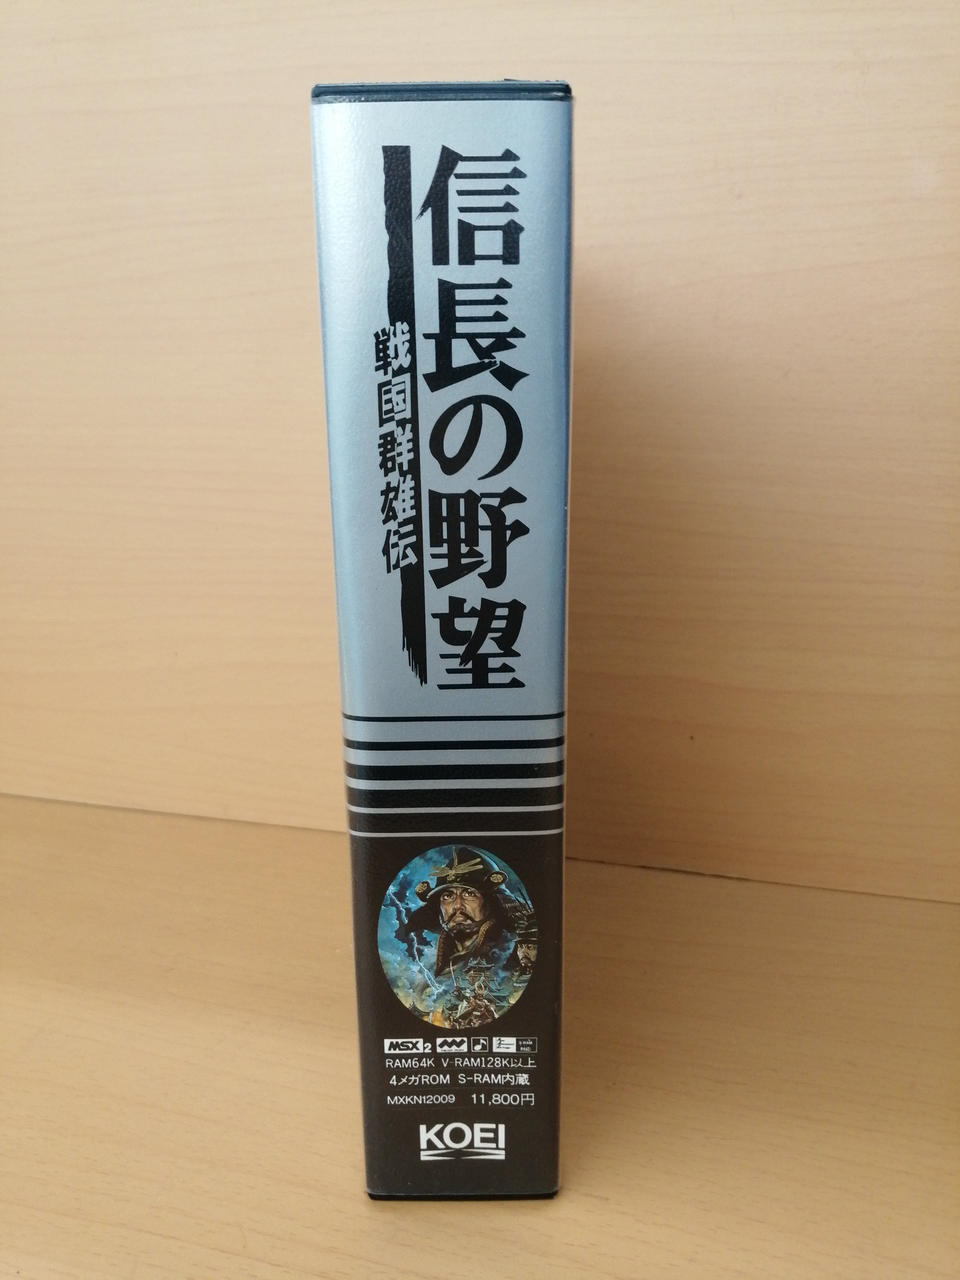 信長の野望
戦国群雄伝
MSX2
RAM64K V-RAM128K以上
4メガROM S-RAM内蔵
MXKN12009 11,800円
KOEI